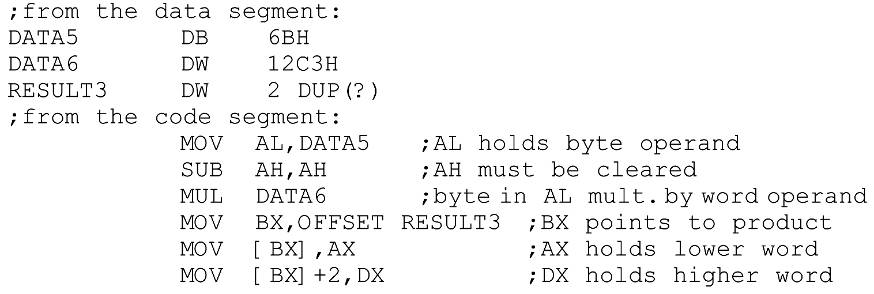 ;from the data segment:
DATA5 DB 6BH
DATA6 DW 12C3H
RESULT3 DW 2 DUP(?)
;from the code segment:
MOV AL,DATA5 ;AL holds byte operand
SUB AH,AH ;AH must be cleared
MUL DATA6 ;byte in AL mult. by word operand
MOV BX,OFFSET RESULT3 ;BX points to product
MOV [BX],AX ;AX holds lower word
MOV [BX]+2,DX ;DX holds higher word